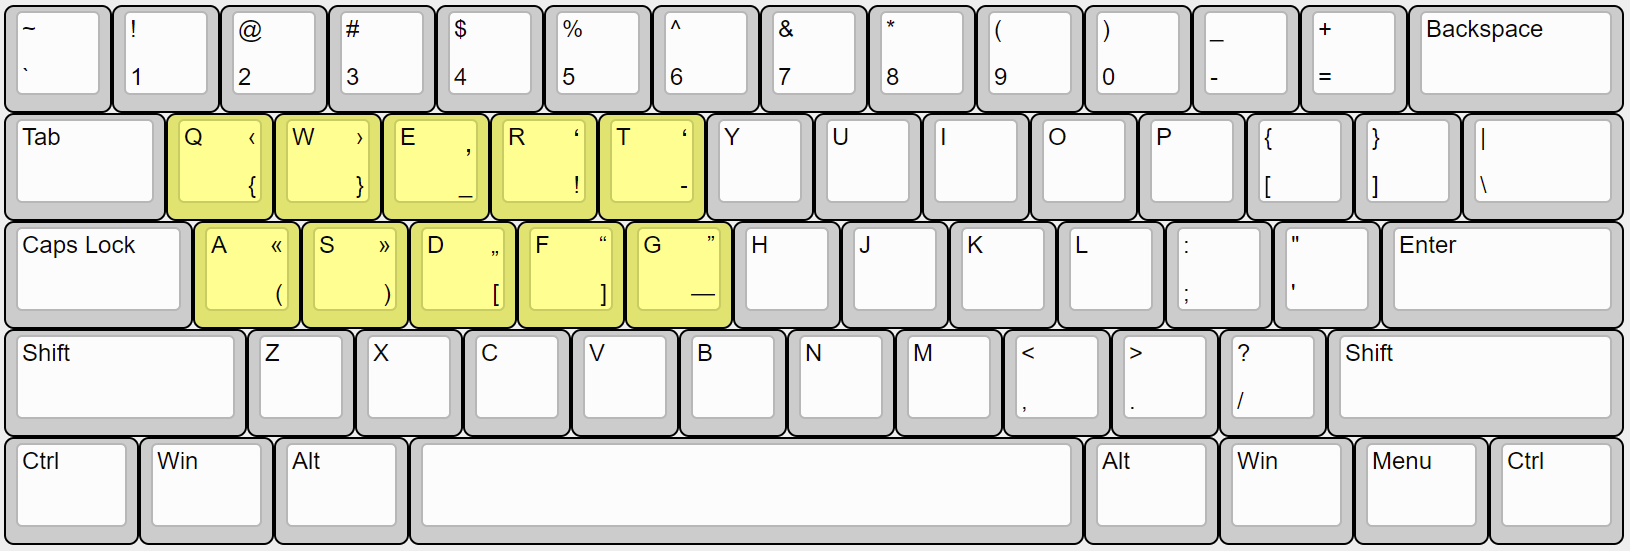 ~ ! @ # $ % ^ & * ( ) _ + Backspace
` 1 2 3 4 5 6 7 8 9 0 - =
Tab Q ‹ W › E ‚ R ‘ T ‘ Y U I O P { } |
{ } _ ! - [ ] \
Caps Lock A « S » D „ F “ G ” H J K L : " Enter
( ) [ ] — ; '
Shift Z X C V B N M < > ? Shift
, . /
Ctrl Win Alt Alt Win Menu Ctrl